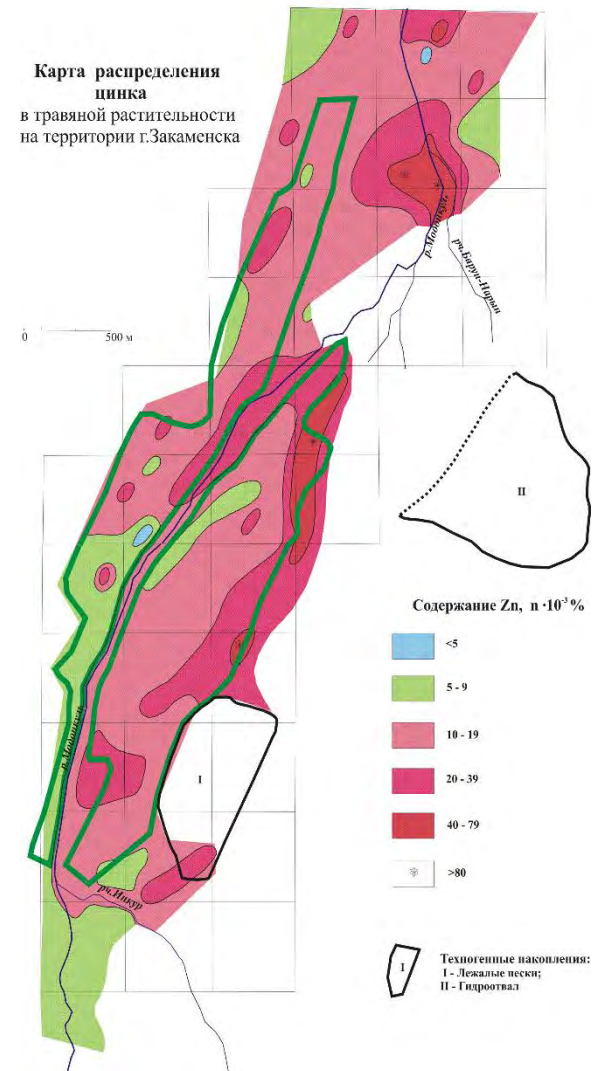 Карта распределения
цинка
в травяной растительности
на территории г.Закаменска
р.Модонкуль
рч.Барун-Нарын
0 500 м
II
Содержание Zn, n ·10⁻³ %
<5
5 - 9
10 - 19
20 - 39
40 - 79
>80
р.Модонкуль
I
рч.Инкур
I
Техногенные накопления:
I - Лежалые пески;
II - Гидроотвал